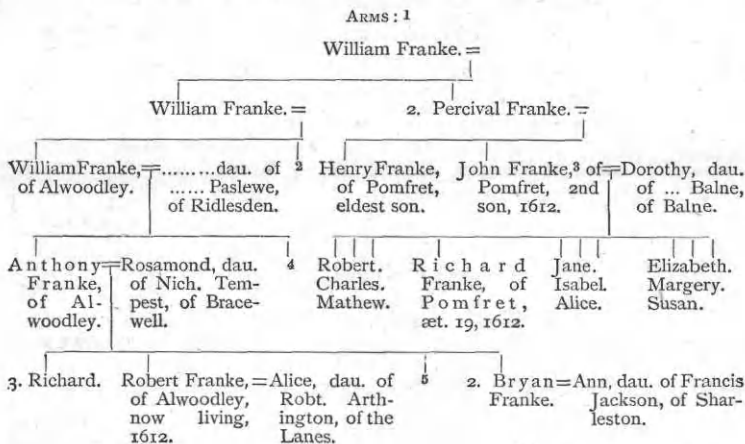 ARMS : 1
William Franke. =
William Franke. = 2. Percival Franke. =
William Franke, = .........dau. of 2 Henry Franke, John Franke,3 of = Dorothy, dau.
of Alwoodley. ...... Paslewe, of Pomfret, Pomfret, 2nd of ... Balne,
of Ridlesden. eldest son. son, 1612. of Balne.
Anthony = Rosamond, dau. 4 Robert. Richard Jane. Elizabeth.
Franke, of Nich. Tem- Charles. Franke, of Isabel. Margery.
of Al- pest, of Brace- Mathew. Pomfret, Alice. Susan.
woodley. well. æt. 19, 1612.
3. Richard. Robert Franke, = Alice, dau. of 5 2. Bryan = Ann, dau. of Francis
of Alwoodley, Robt. Arth- Franke. Jackson, of Shar-
now living, ington, of the leston.
1612. Lanes.